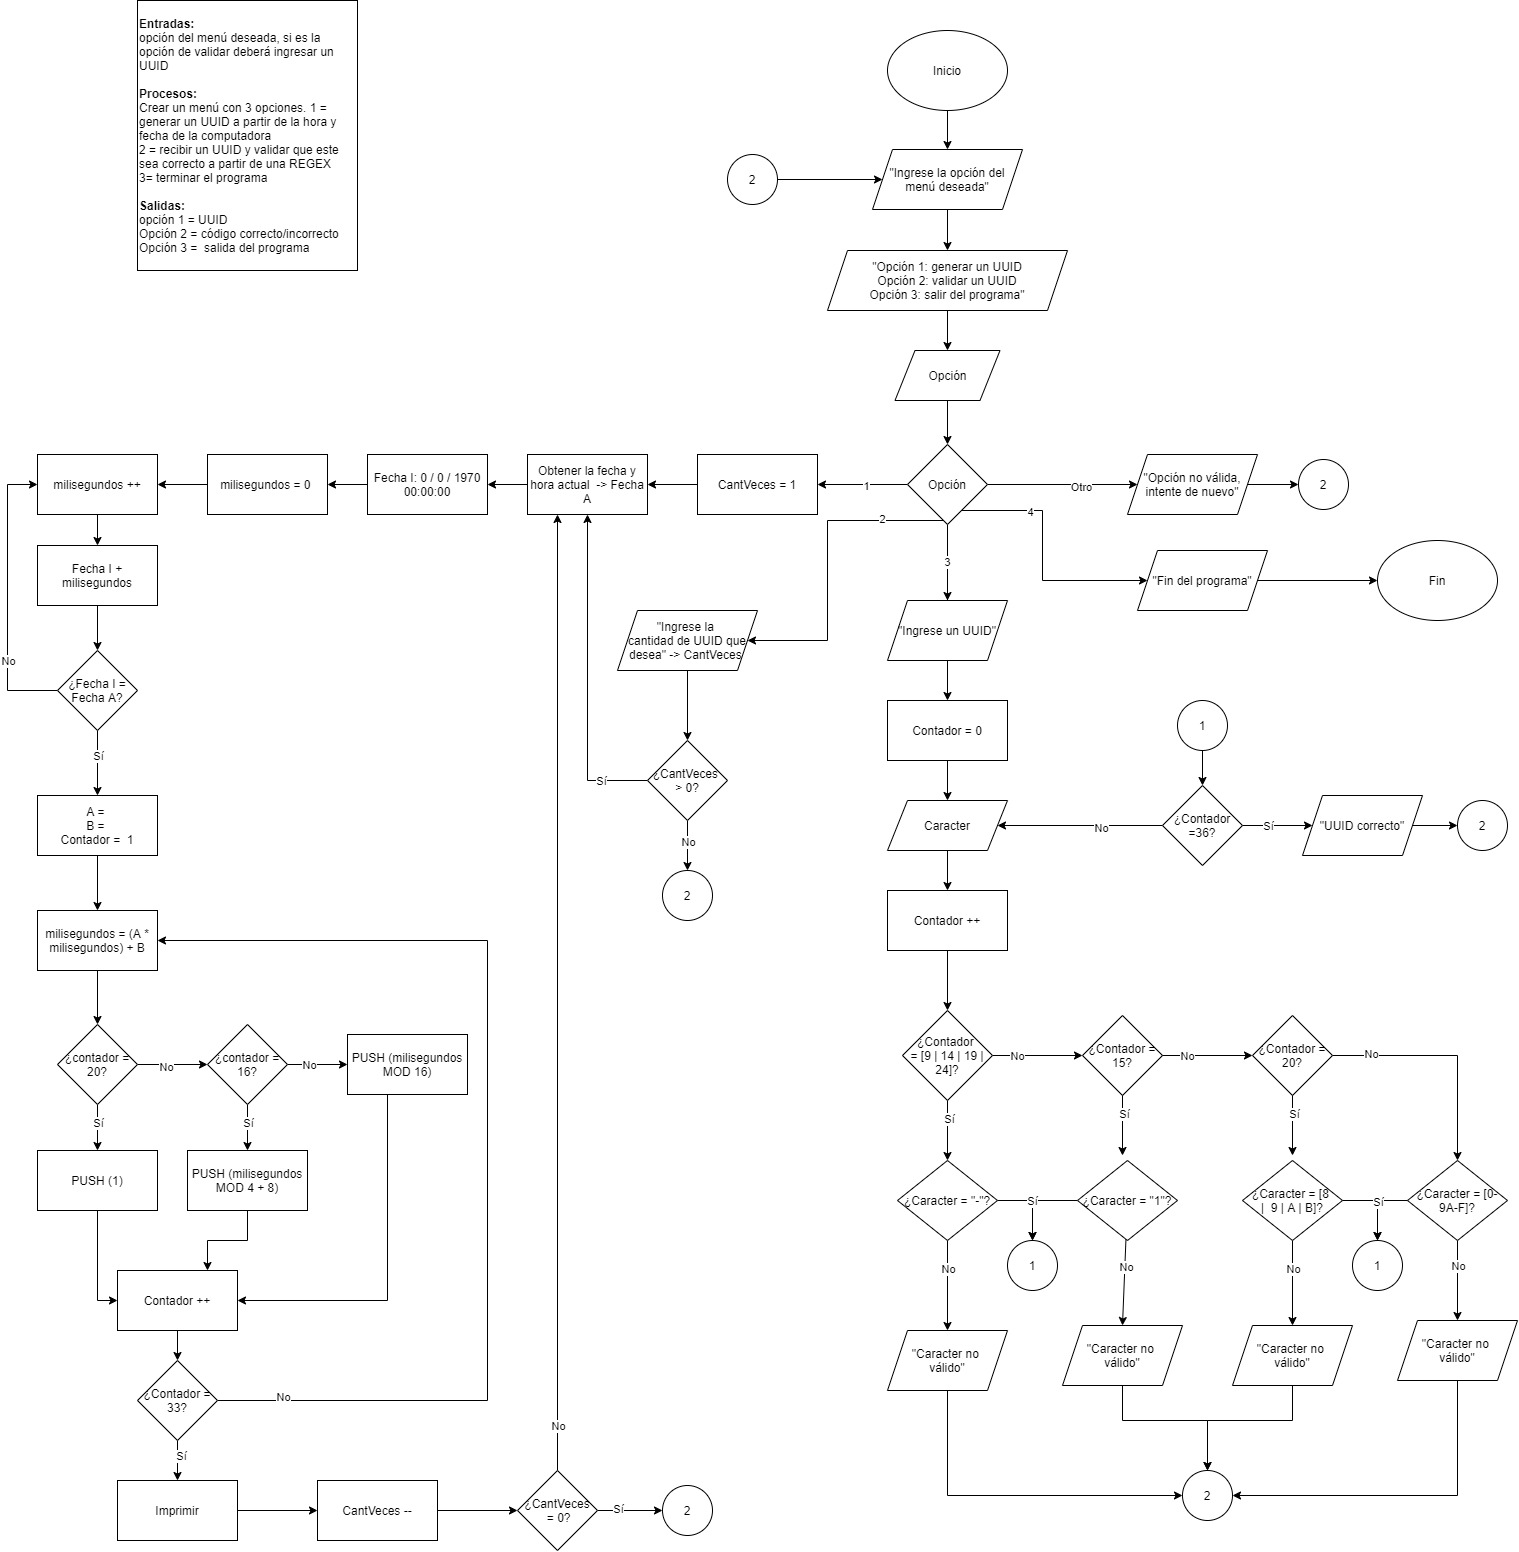 Entradas:
opción del menú deseada, si es la
opción de validar deberá ingresar un
UUID
Procesos:
Crear un menú con 3 opciones. 1 =
generar un UUID a partir de la hora y
fecha de la computadora
2 = recibir un UUID y validar que este
sea correcto a partir de una REGEX
3= terminar el programa
Salidas:
opción 1 = UUID
Opción 2 = código correcto/incorrecto
Opción 3 =  salida del programa
Inicio
2
"Ingrese la opción del
menú deseada"
"Opción 1: generar un UUID
Opción 2: validar un UUID
Opción 3: salir del programa"
Opción
Opción
1
2
3
4
Otro
"Opción no válida,
intente de nuevo"
2
"Fin del programa"
Fin
CantVeces = 1
Obtener la fecha y
hora actual  -> Fecha
A
Fecha I: 0 / 0 / 1970
00:00:00
milisegundos = 0
milisegundos ++
Fecha I +
milisegundos
¿Fecha I =
Fecha A?
No
Sí
A =
B =
Contador =  1
milisegundos = (A *
milisegundos) + B
¿contador =
20?
No
¿contador =
16?
No
PUSH (milisegundos
MOD 16)
Sí
Sí
PUSH (1)
PUSH (milisegundos
MOD 4 + 8)
Contador ++
¿Contador =
33?
No
Sí
Imprimir
CantVeces --
¿CantVeces
= 0?
No
Sí
2
"Ingrese la
cantidad de UUID que
desea" -> CantVeces
¿CantVeces
> 0?
Sí
No
2
"Ingrese un UUID"
Contador = 0
Caracter
1
¿Contador
=36?
No
Sí
"UUID correcto"
2
Contador ++
¿Contador
= [9 | 14 | 19 |
24]?
No
¿Contador =
15?
No
¿Contador =
20?
No
Sí
Sí
Sí
¿Caracter = "-"?
Sí
¿Caracter = "1"?
¿Caracter = [8
|  9 | A | B]?
Sí
¿Caracter = [0-
9A-F]?
1
1
No
No
No
No
"Caracter no
válido"
"Caracter no
válido"
"Caracter no
válido"
"Caracter no
válido"
2